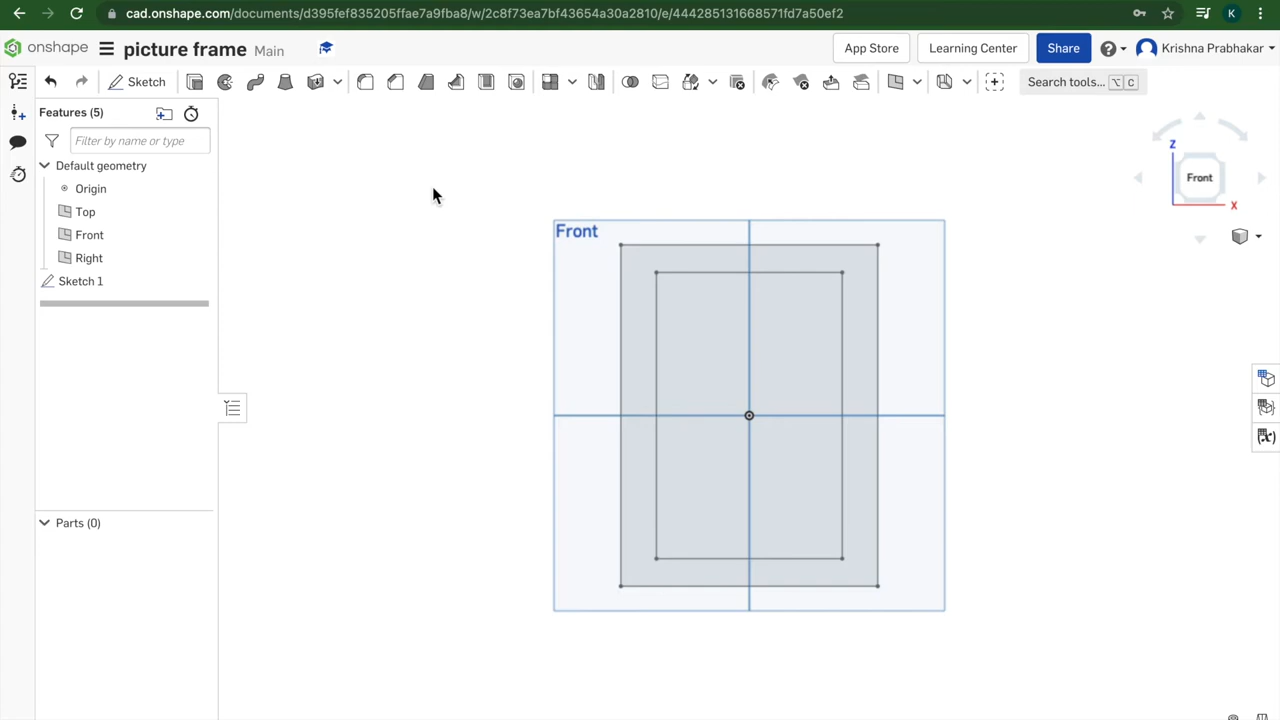 cad.onshape.com/documents/d395fef835205ffae7a9fba8/w/2c8f73ea7bf43654a30a2810/e/444285131668571fd7a50ef2
K
onshape picture frame Main App Store Learning Center Share ? Krishna Prabhakar
Sketch Search tools... ⌥ C
Features (5)
Filter by name or type
Default geometry
Origin
Top
Front
Right
Sketch 1
Parts (0)
Front
Z
Front
X
(x)